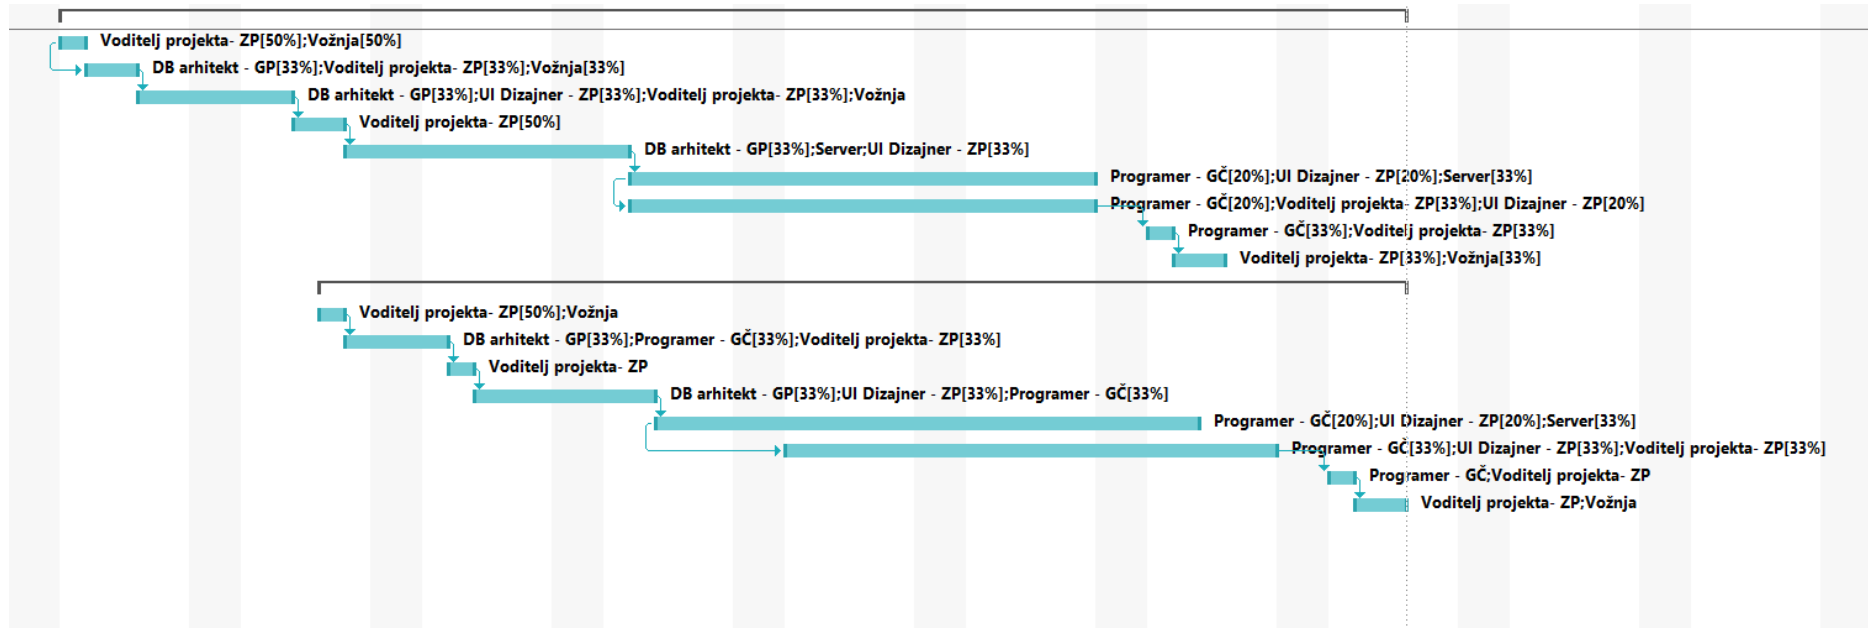 Voditelj projekta- ZP[50%];Vožnja[50%]
DB arhitekt - GP[33%];Voditelj projekta- ZP[33%];Vožnja[33%]
DB arhitekt - GP[33%];UI Dizajner - ZP[33%];Voditelj projekta- ZP[33%];Vožnja
Voditelj projekta- ZP[50%]
DB arhitekt - GP[33%];Server;UI Dizajner - ZP[33%]
Programer - GČ[20%];UI Dizajner - ZP[20%];Server[33%]
Programer - GČ[20%];Voditelj projekta- ZP[33%];UI Dizajner - ZP[20%]
Programer - GČ[33%];Voditelj projekta- ZP[33%]
Voditelj projekta- ZP[33%];Vožnja[33%]
Voditelj projekta- ZP[50%];Vožnja
DB arhitekt - GP[33%];Programer - GČ[33%];Voditelj projekta- ZP[33%]
Voditelj projekta- ZP
DB arhitekt - GP[33%];UI Dizajner - ZP[33%];Programer - GČ[33%]
Programer - GČ[20%];UI Dizajner - ZP[20%];Server[33%]
Programer - GČ[33%];UI Dizajner - ZP[33%];Voditelj projekta- ZP[33%]
Programer - GČ;Voditelj projekta- ZP
Voditelj projekta- ZP;Vožnja